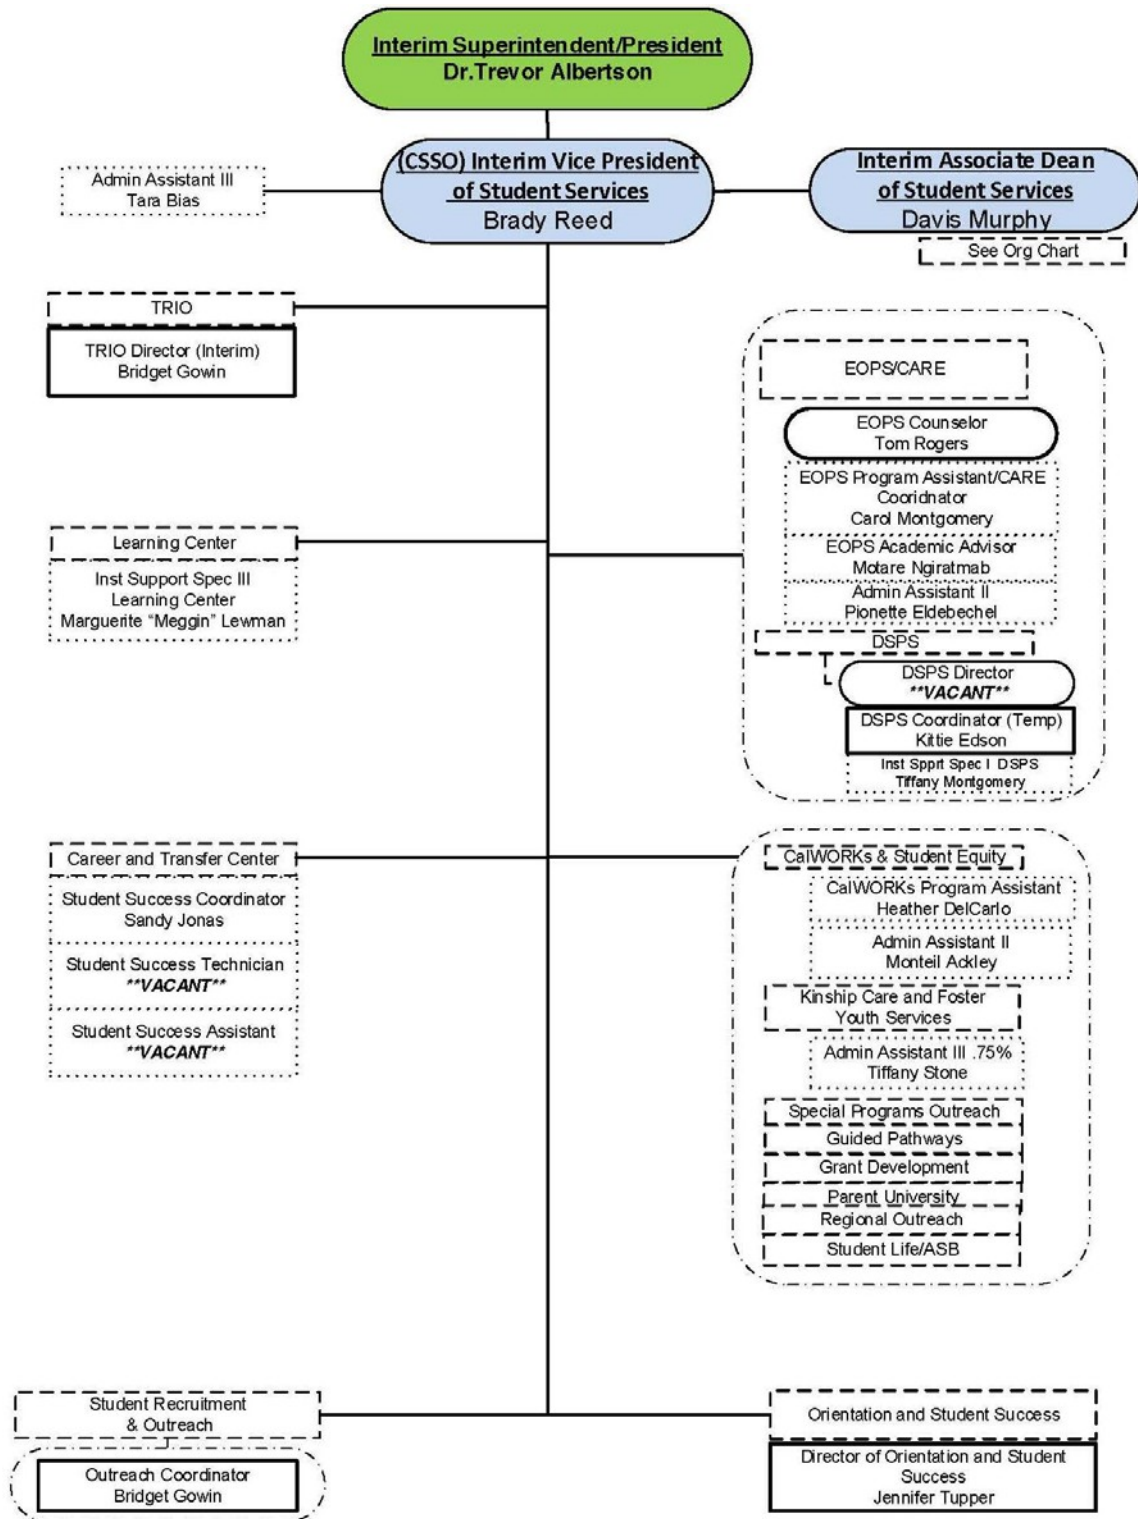 Interim Superintendent/President
Dr.Trevor Albertson
(CSSO) Interim Vice President
of Student Services
Brady Reed
Admin Assistant III
Tara Bias
Interim Associate Dean
of Student Services
Davis Murphy
See Org Chart
TRIO
TRIO Director (Interim)
Bridget Gowin
EOPS/CARE
EOPS Counselor
Tom Rogers
EOPS Program Assistant/CARE
Cooridnator
Carol Montgomery
EOPS Academic Advisor
Motare Ngiratmab
Admin Assistant II
Pionette Eldebechel
DSPS
DSPS Director
**VACANT**
DSPS Coordinator (Temp)
Kittie Edson
Inst Spprt Spec I DSPS
Tiffany Montgomery
Learning Center
Inst Support Spec III
Learning Center
Marguerite "Meggin" Lewman
Career and Transfer Center
Student Success Coordinator
Sandy Jonas
Student Success Technician
**VACANT**
Student Success Assistant
**VACANT**
CalWORKs & Student Equity
CalWORKs Program Assistant
Heather DelCarlo
Admin Assistant II
Monteil Ackley
Kinship Care and Foster
Youth Services
Admin Assistant III .75%
Tiffany Stone
Special Programs Outreach
Guided Pathways
Grant Development
Parent University
Regional Outreach
Student Life/ASB
Student Recruitment
& Outreach
Outreach Coordinator
Bridget Gowin
Orientation and Student Success
Director of Orientation and Student
Success
Jennifer Tupper